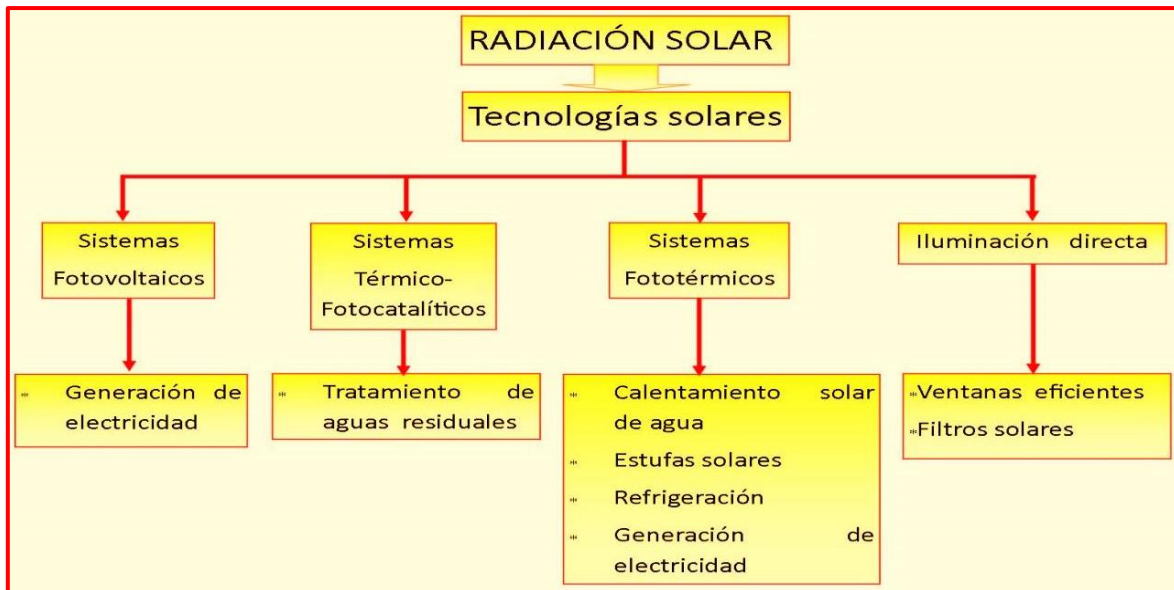 RADIACIÓN SOLAR
Tecnologías solares
Sistemas
Fotovoltaicos
Sistemas
Térmico-
Fotocatalíticos
Sistemas
Fototérmicos
Iluminación directa
* Generación de
electricidad
* Tratamiento de
aguas residuales
* Calentamiento solar
de agua
* Estufas solares
* Refrigeración
* Generación de
electricidad
*Ventanas eficientes
*Filtros solares